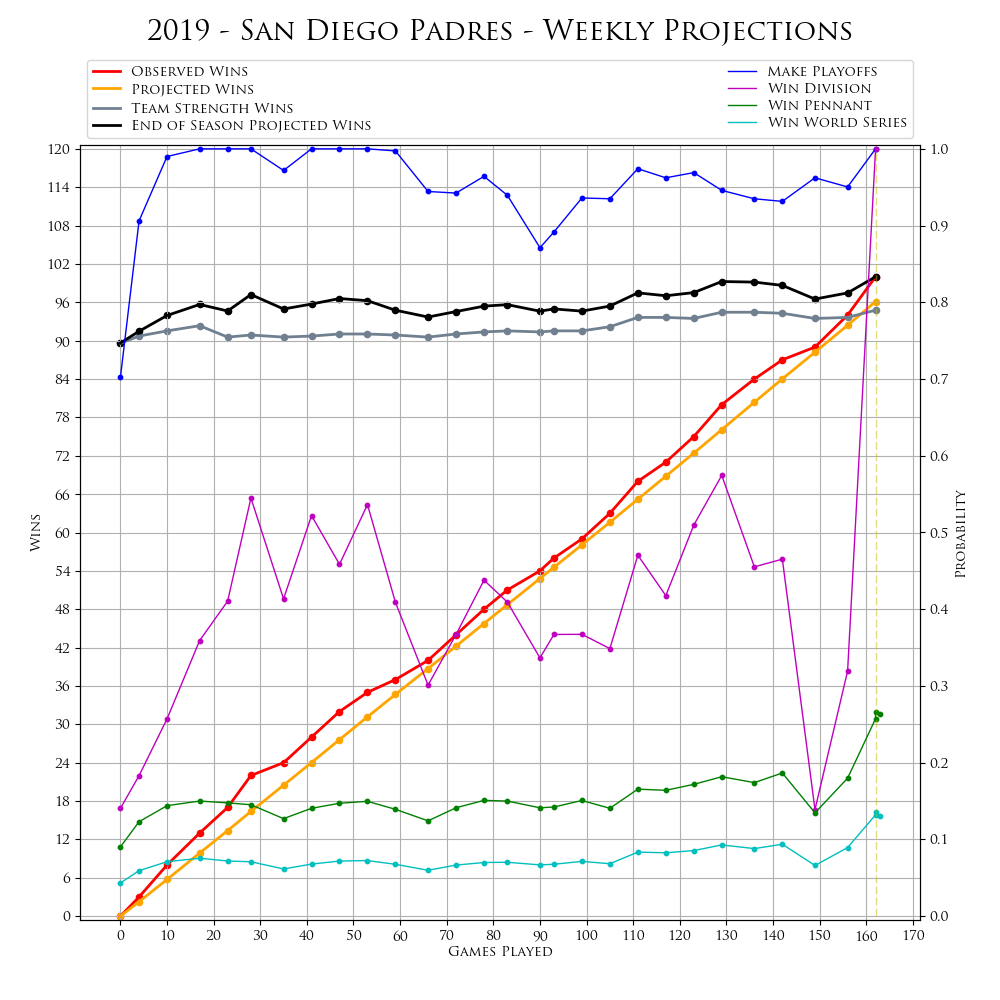 2019 - San Diego Padres - Weekly Projections
Observed Wins
Projected Wins
Team Strength Wins
End of Season Projected Wins
Make Playoffs
Win Division
Win Pennant
Win World Series
120
114
108
102
96
90
84
78
72
66
60
54
48
42
36
30
24
18
12
6
0
Wins
1.0
0.9
0.8
0.7
0.6
0.5
0.4
0.3
0.2
0.1
0.0
Probability
0 10 20 30 40 50 60 70 80 90 100 110 120 130 140 150 160 170
Games Played